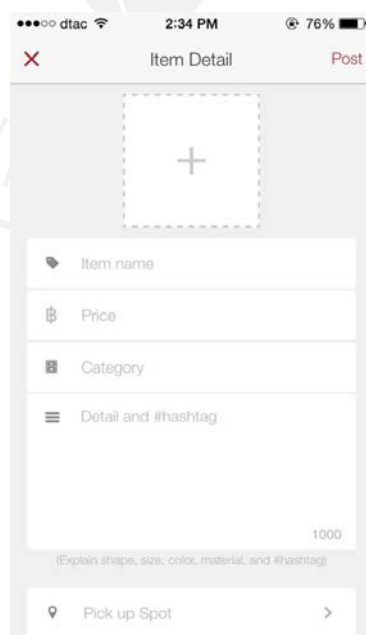 dtac 2:34 PM 76%
Item Detail Post
Item name
฿ Price
Category
Detail and #hashtag
1000
(Explain shape, size, color, material, and #hashtag)
Pick up Spot